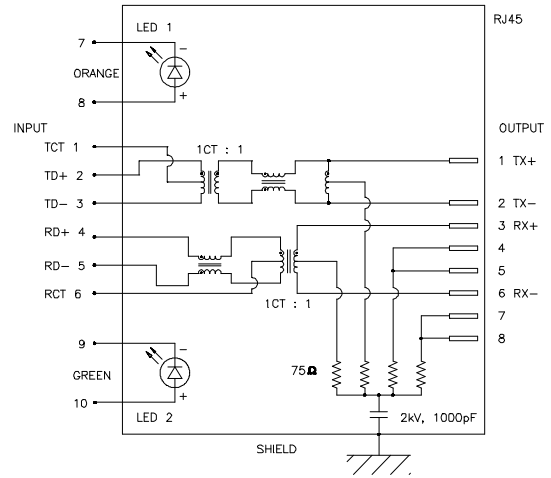 LED 1
RJ45
7 −
ORANGE
8 +
INPUT
OUTPUT
TCT 1
1CT : 1
TD+ 2
1 TX+
TD- 3
2 TX-
RD+ 4
3 RX+
4
RD- 5
5
RCT 6
6 RX-
1CT : 1
7
8
9 −
GREEN
75Ω
10 +
LED 2
2kV, 1000pF
SHIELD